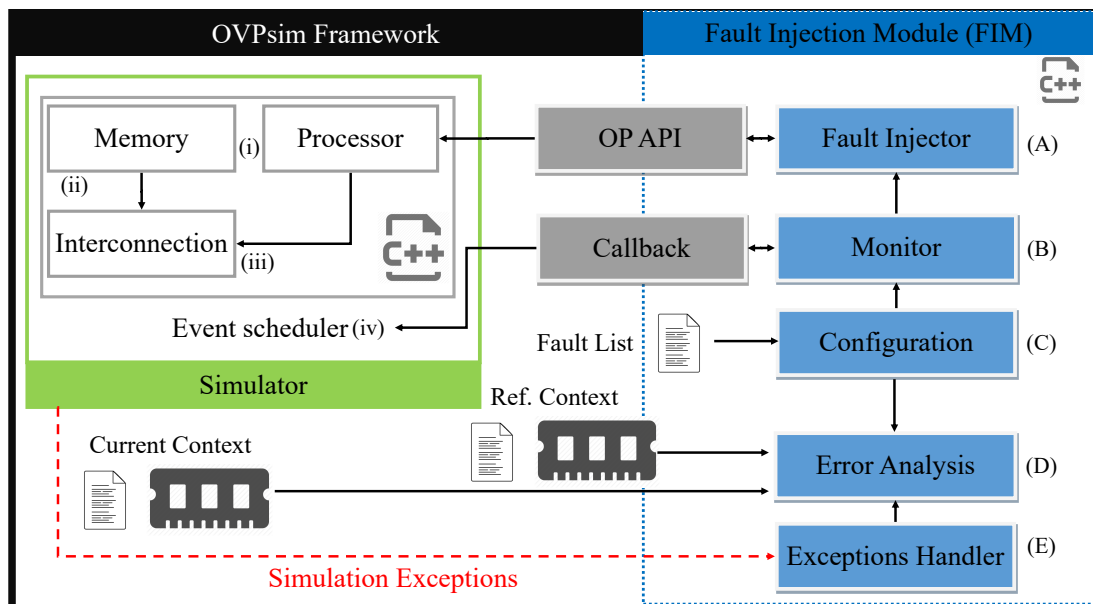 OVPsim Framework
Fault Injection Module (FIM)
C++
Memory
(i)
Processor
OP API
Fault Injector
(A)
(ii)
Interconnection
(iii)
C++
Callback
Monitor
(B)
Event scheduler (iv)
Fault List
Configuration
(C)
Simulator
Ref. Context
Current Context
Error Analysis
(D)
Exceptions Handler
(E)
Simulation Exceptions